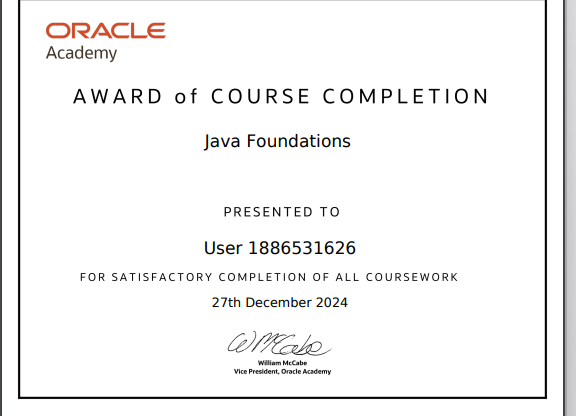 ORACLE
Academy
AWARD of COURSE COMPLETION
Java Foundations
PRESENTED TO
User 1886531626
FOR SATISFACTORY COMPLETION OF ALL COURSEWORK
27th December 2024
W McCabe
William McCabe
Vice President, Oracle Academy